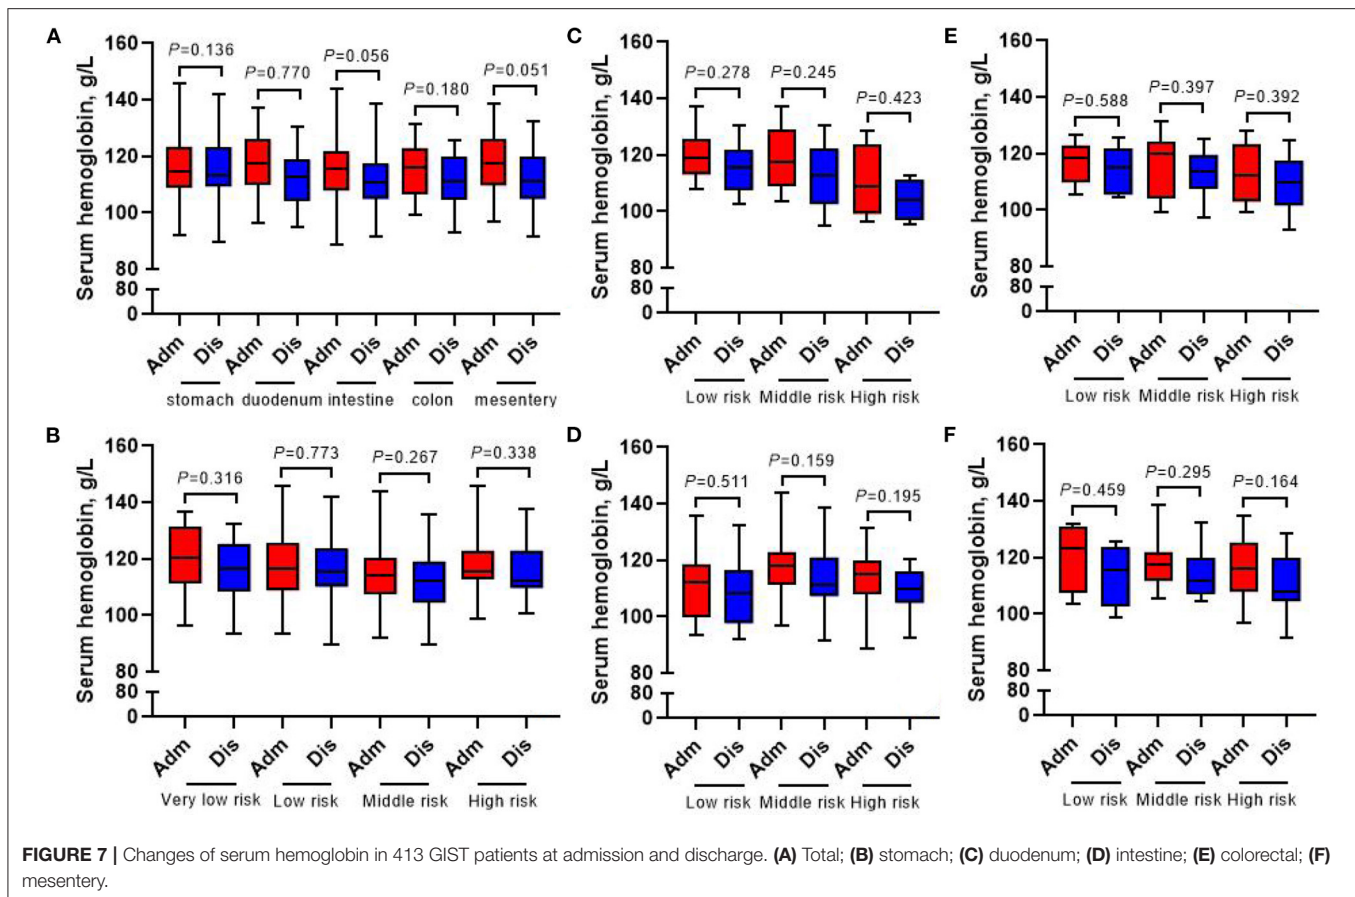 A
Serum hemoglobin, g/L
160
140
120
100
80
80
0
P=0.136
P=0.770
P=0.056
P=0.180
P=0.051
Adm Dis Adm Dis Adm Dis Adm Dis Adm Dis
stomach duodenum intestine colon mesentery
C
Serum hemoglobin, g/L
160
140
120
100
80
80
0
P=0.278
P=0.245
P=0.423
Adm Dis Adm Dis Adm Dis
Low risk Middle risk High risk
E
Serum hemoglobin, g/L
160
140
120
100
80
80
0
P=0.588
P=0.397
P=0.392
Adm Dis Adm Dis Adm Dis
Low risk Middle risk High risk
B
Serum hemoglobin, g/L
160
140
120
100
80
80
0
P=0.316
P=0.773
P=0.267
P=0.338
Adm Dis Adm Dis Adm Dis Adm Dis
Very low risk Low risk Middle risk High risk
D
Serum hemoglobin, g/L
160
140
120
100
80
80
0
P=0.511
P=0.159
P=0.195
Adm Dis Adm Dis Adm Dis
Low risk Middle risk High risk
F
Serum hemoglobin, g/L
160
140
120
100
80
80
0
P=0.459
P=0.295
P=0.164
Adm Dis Adm Dis Adm Dis
Low risk Middle risk High risk
FIGURE 7 | Changes of serum hemoglobin in 413 GIST patients at admission and discharge. (A) Total; (B) stomach; (C) duodenum; (D) intestine; (E) colorectal; (F)
mesentery.